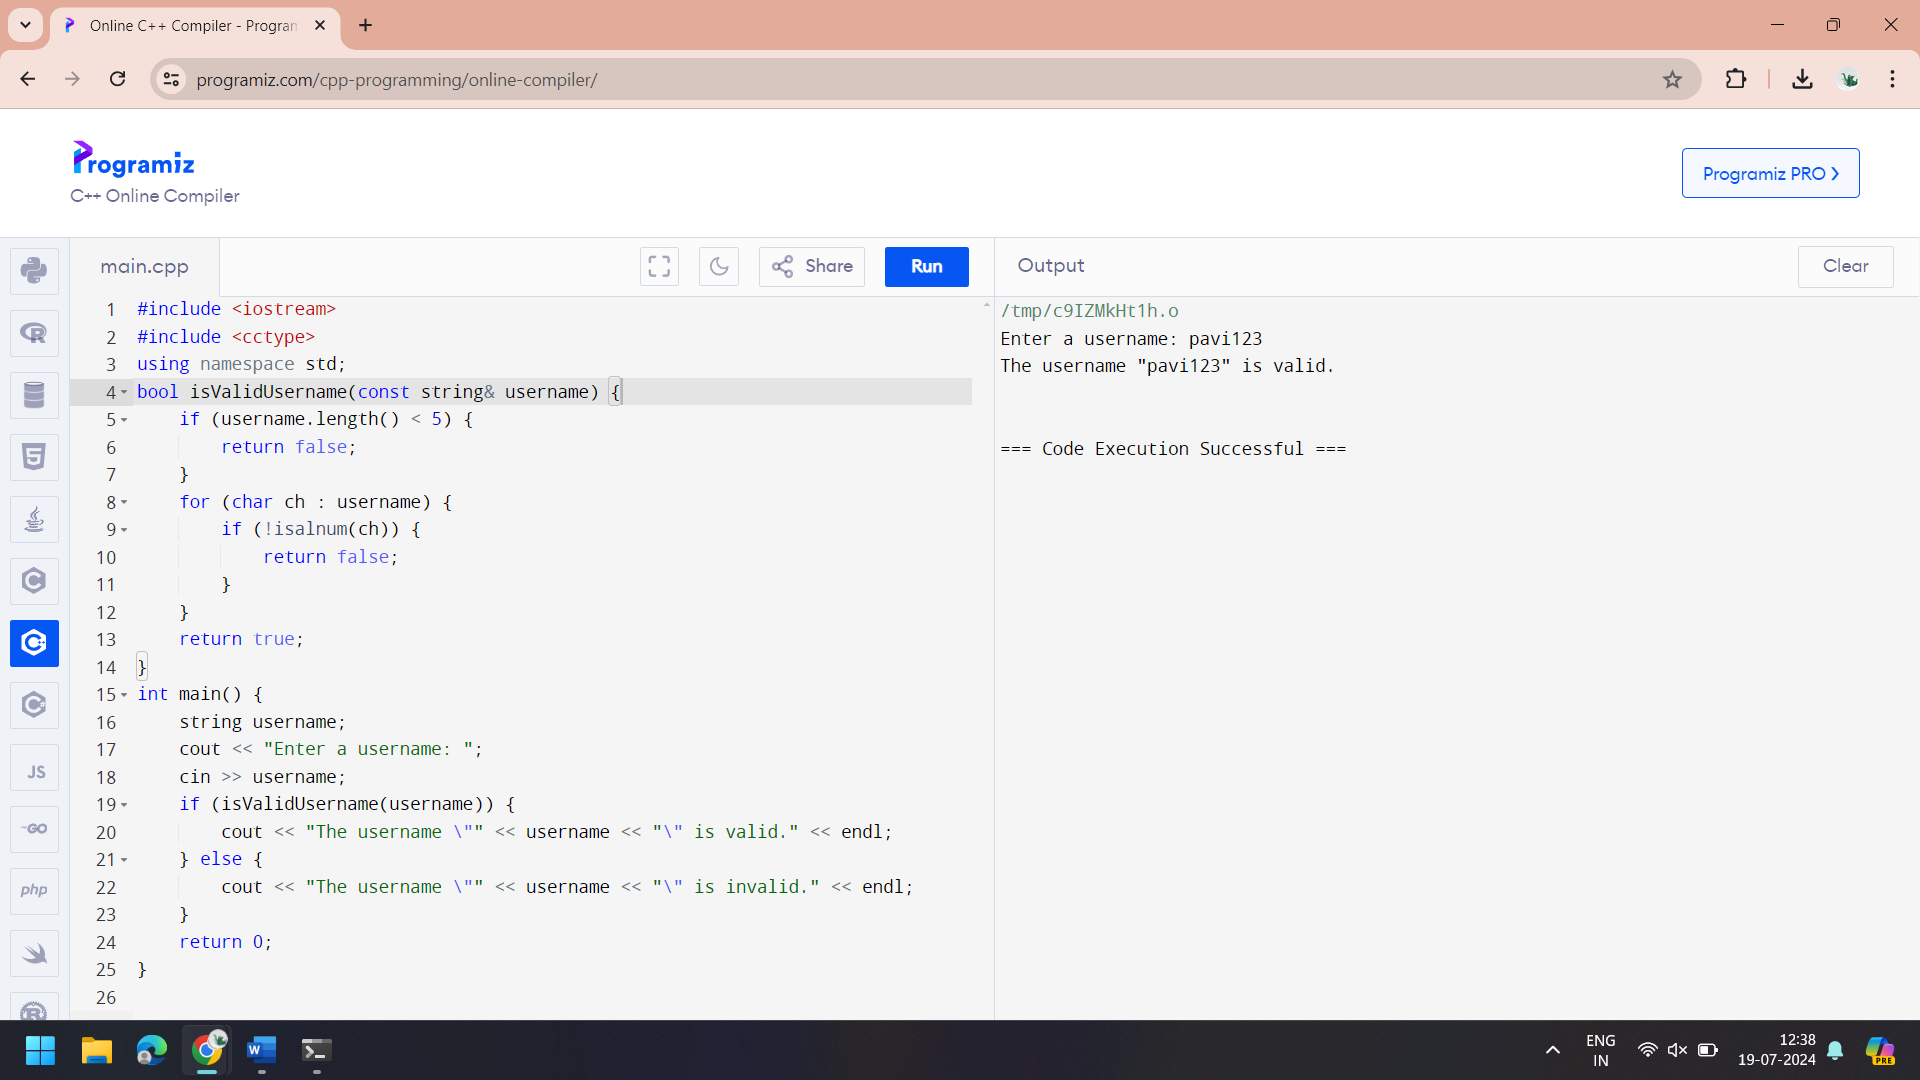 Online C++ Compiler - Program
programiz.com/cpp-programming/online-compiler/
Programiz
C++ Online Compiler
Programiz PRO
main.cpp
Share
Run
Output
Clear
1 #include <iostream>
2 #include <cctype>
3 using namespace std;
4 bool isValidUsername(const string& username) {
5     if (username.length() < 5) {
6         return false;
7     }
8     for (char ch : username) {
9         if (!isalnum(ch)) {
10             return false;
11         }
12     }
13     return true;
14 }
15 int main() {
16     string username;
17     cout << "Enter a username: ";
18     cin >> username;
19     if (isValidUsername(username)) {
20         cout << "The username \"" << username << "\" is valid." << endl;
21     } else {
22         cout << "The username \"" << username << "\" is invalid." << endl;
23     }
24     return 0;
25 }
26
/tmp/c9IZMkHt1h.o
Enter a username: pavi123
The username "pavi123" is valid.
=== Code Execution Successful ===
R
5
C
C++
C#
JS
GO
php
R
W
ENG
IN
12:38
19-07-2024
PRE